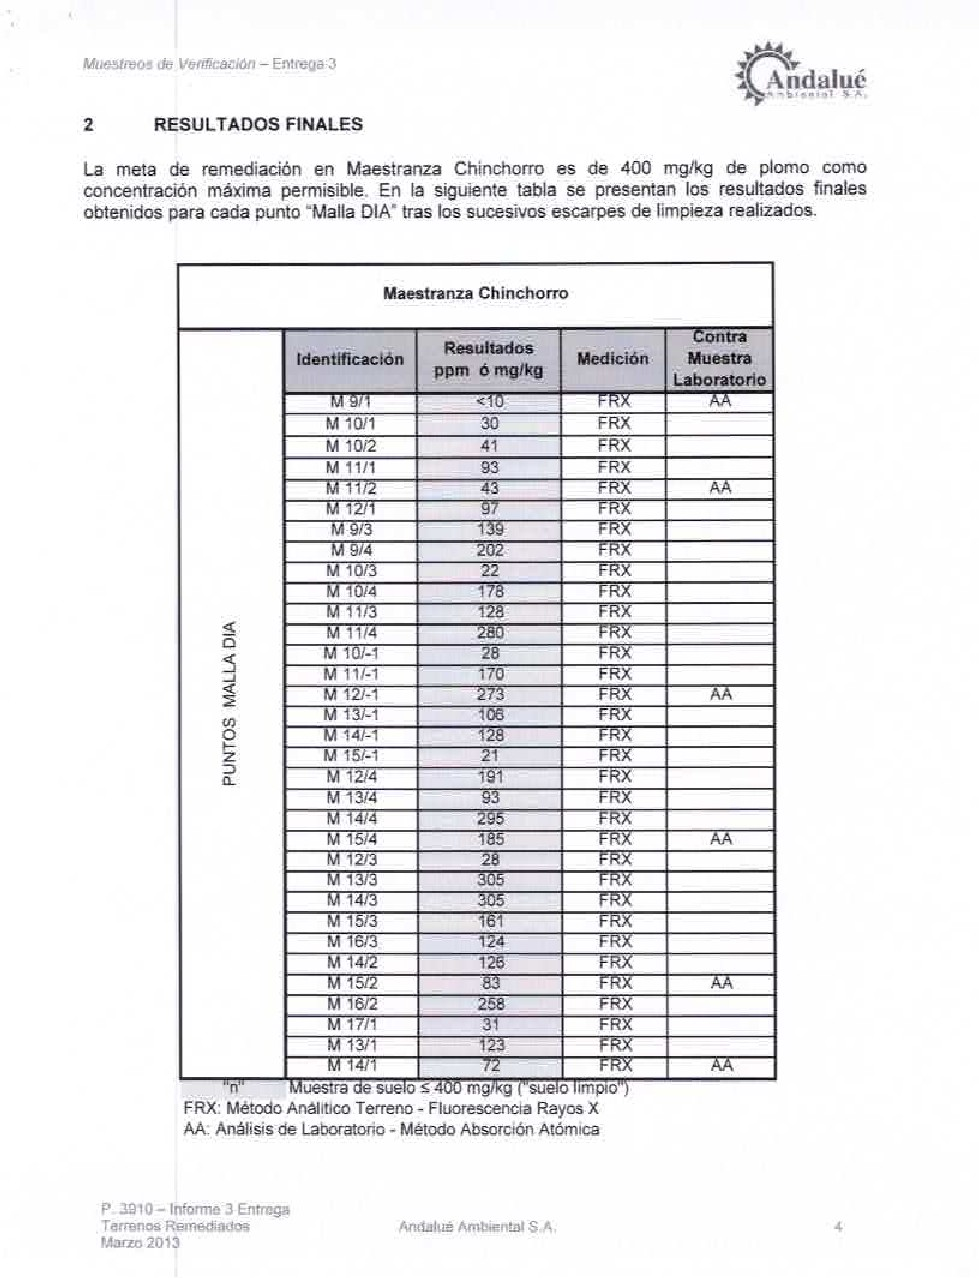 Muestreos de Verificación – Entrega 3
Andalué
Ambiental S.A.
2 RESULTADOS FINALES
La meta de remediación en Maestranza Chinchorro es de 400 mg/kg de plomo como
concentración máxima permisible. En la siguiente tabla se presentan los resultados finales
obtenidos para cada punto "Malla DIA" tras los sucesivos escarpes de limpieza realizados.
Maestranza Chinchorro
Identificación Resultados ppm ó mg/kg Medición Contra Muestra Laboratorio
PUNTOS MALLA DIA
M 9/1 <10 FRX AA
M 10/1 30 FRX
M 10/2 41 FRX
M 11/1 93 FRX
M 11/2 43 FRX AA
M 12/1 97 FRX
M 9/3 139 FRX
M 9/4 202 FRX
M 10/3 22 FRX
M 10/4 178 FRX
M 11/3 128 FRX
M 11/4 280 FRX
M 10/-1 28 FRX
M 11/-1 170 FRX
M 12/-1 273 FRX AA
M 13/-1 106 FRX
M 14/-1 128 FRX
M 15/-1 21 FRX
M 12/4 191 FRX
M 13/4 93 FRX
M 14/4 295 FRX
M 15/4 185 FRX AA
M 12/3 28 FRX
M 13/3 305 FRX
M 14/3 305 FRX
M 15/3 161 FRX
M 16/3 124 FRX
M 14/2 126 FRX
M 15/2 83 FRX AA
M 16/2 258 FRX
M 17/1 31 FRX
M 13/1 123 FRX
M 14/1 72 FRX AA
"n" Muestra de suelo ≤ 400 mg/kg ("suelo limpio")
FRX: Método Análitico Terreno - Fluorescencia Rayos X
AA: Análisis de Laboratorio - Método Absorción Atómica
P. 3910 – Informe 3 Entrega
Terrenos Remediados
Marzo 2013
Andalué Ambiental S.A.
4